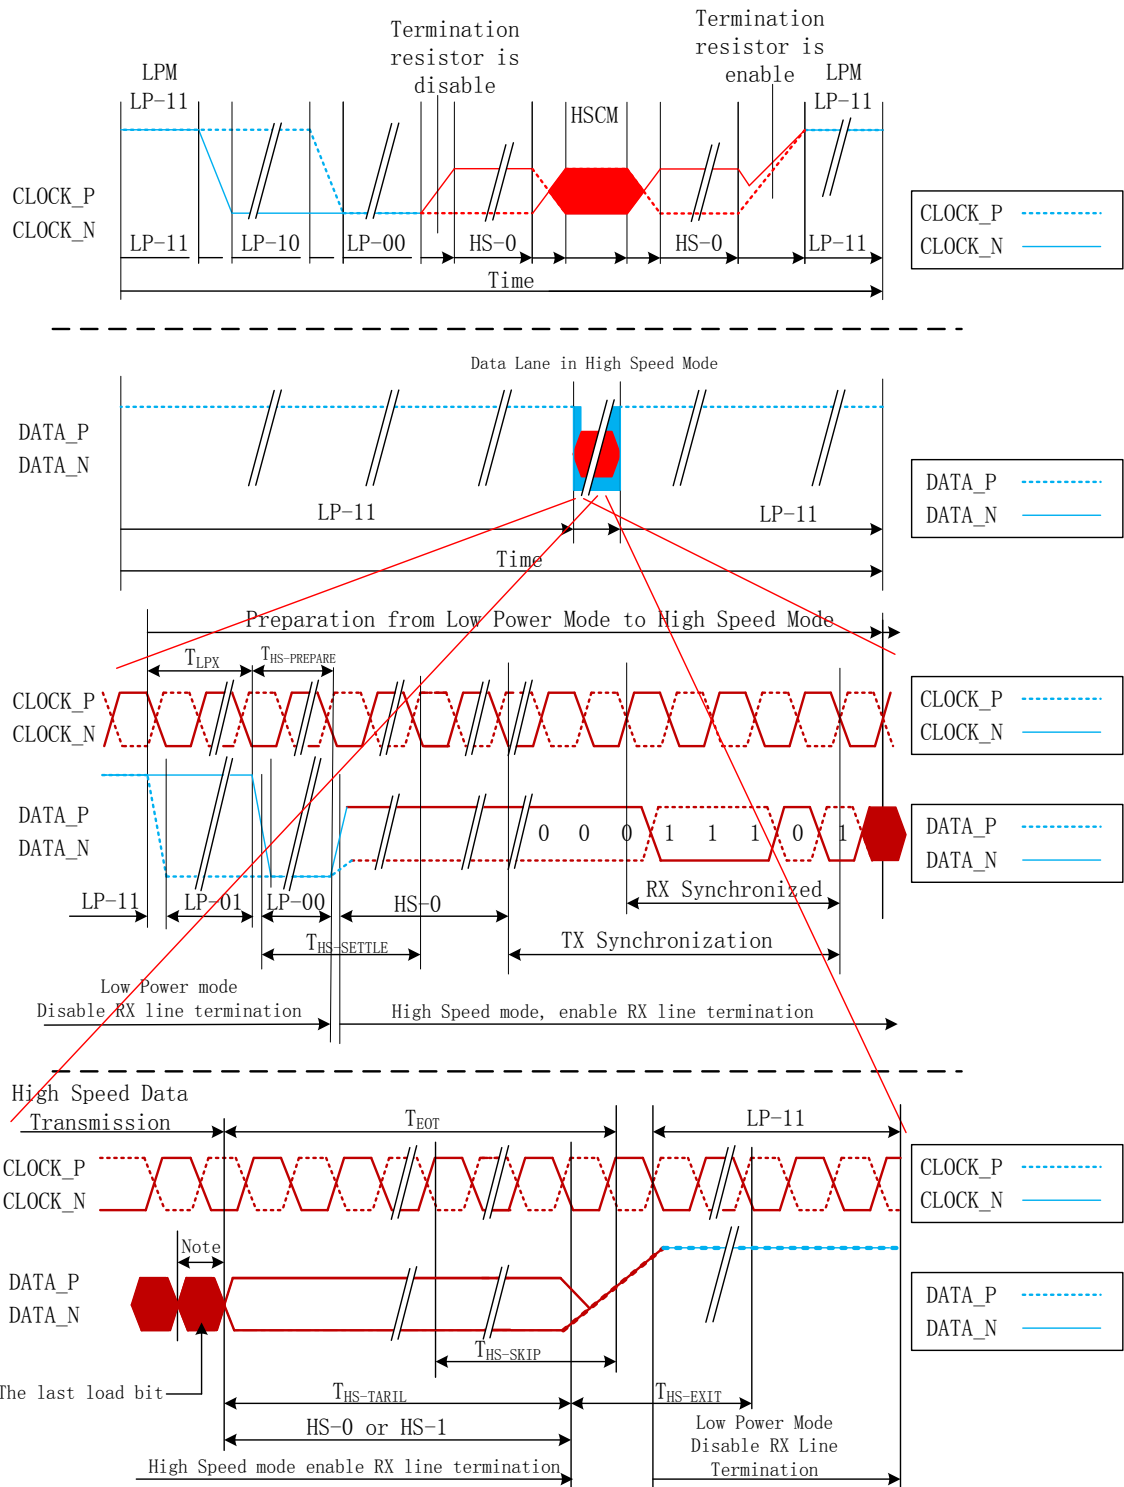 Termination
resistor is
disable
Termination
resistor is
enable
LPM
LP-11
HSCM
LPM
LP-11
CLOCK_P
CLOCK_N
LP-11
LP-10
LP-00
HS-0
HS-0
LP-11
Time
CLOCK_P
CLOCK_N
Data Lane in High Speed Mode
DATA_P
DATA_N
LP-11
LP-11
Time
DATA_P
DATA_N
Preparation from Low Power Mode to High Speed Mode
TLPX
THS-PREPARE
CLOCK_P
CLOCK_N
CLOCK_P
CLOCK_N
DATA_P
DATA_N
0 0 0 1 1 1 0 1
DATA_P
DATA_N
LP-11
LP-01
LP-00
HS-0
RX Synchronized
THS-SETTLE
TX Synchronization
Low Power mode
Disable RX line termination
High Speed mode, enable RX line termination
High Speed Data
Transmission
TEOT
LP-11
CLOCK_P
CLOCK_N
CLOCK_P
CLOCK_N
Note
DATA_P
DATA_N
DATA_P
DATA_N
THS-SKIP
The last load bit
THS-TARIL
THS-EXIT
HS-0 or HS-1
Low Power Mode
Disable RX Line
Termination
High Speed mode enable RX line termination